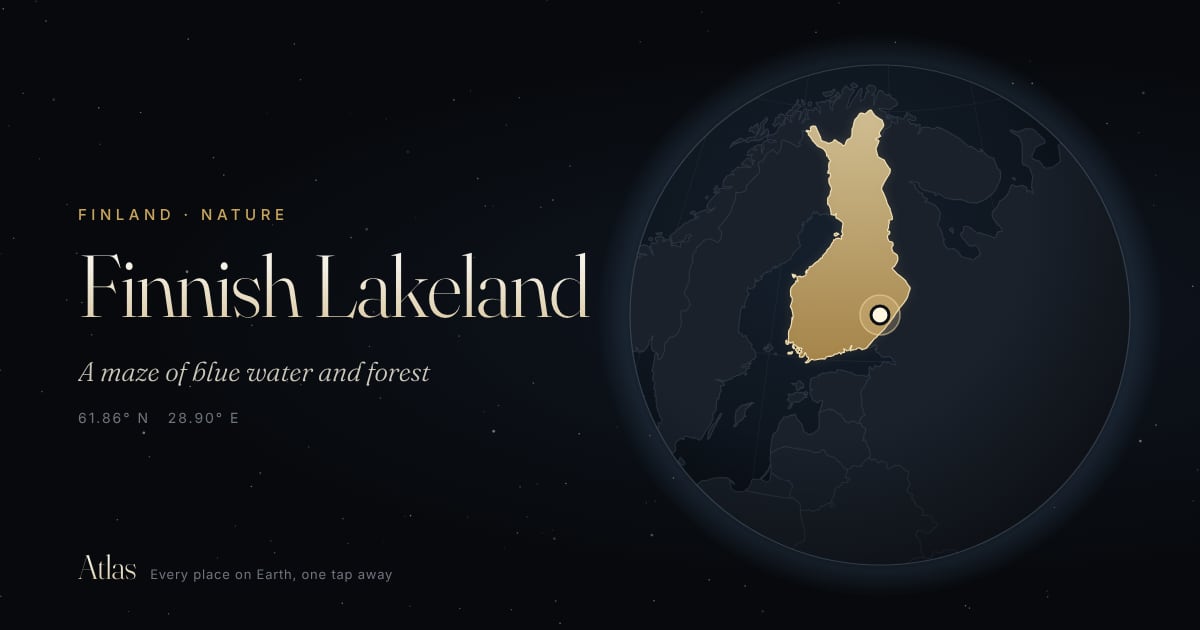 FINLAND · NATURE
Finnish Lakeland
A maze of blue water and forest
61.86° N 28.90° E
Atlas Every place on Earth, one tap away